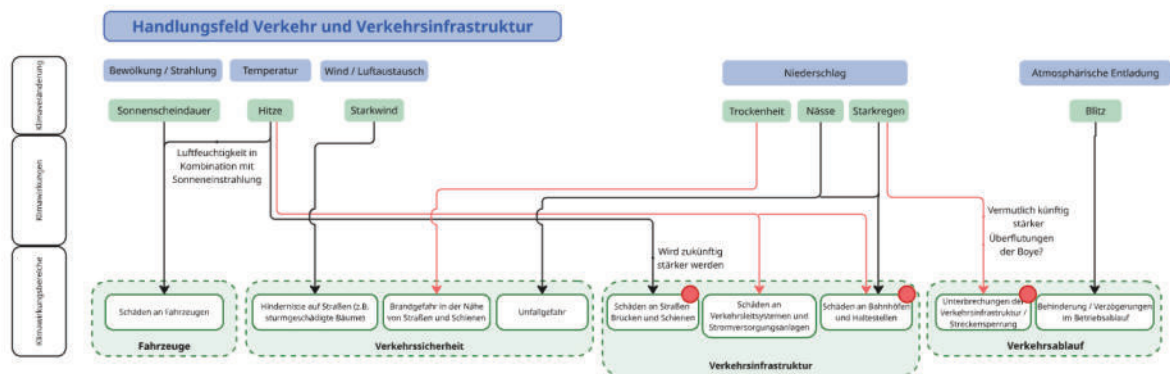 Handlungsfeld Verkehr und Verkehrsinfrastruktur
Klimaveränderung
Bewölkung / Strahlung
Temperatur
Wind / Luftaustausch
Niederschlag
Atmosphärische Entladung
Sonnenscheindauer
Hitze
Starkwind
Trockenheit
Nässe
Starkregen
Blitz
Klimawirkungen
Luftfeuchtigkeit in
Kombination mit
Sonneneinstrahlung
Wird zukünftig
stärker werden
Vermutlich künftig
stärker
Überflutungen
der Boye?
Klimawirkungsbereiche
Schäden an Fahrzeugen
Fahrzeuge
Hindernisse auf Straßen (z.B.
sturmgeschädigte Bäume)
Brandgefahr in der Nähe
von Straßen und Schienen
Unfallgefahr
Verkehrssicherheit
Schäden an Straßen
Brücken und Schienen
Schäden an
Verkehrsleitsystemen und
Stromversorgungsanlagen
Schäden an Bahnhöfen
und Haltestellen
Verkehrsinfrastruktur
Unterbrechungen der
Verkehrsinfrastruktur /
Streckensperrung
Behinderung / Verzögerungen
im Betriebsablauf
Verkehrsablauf